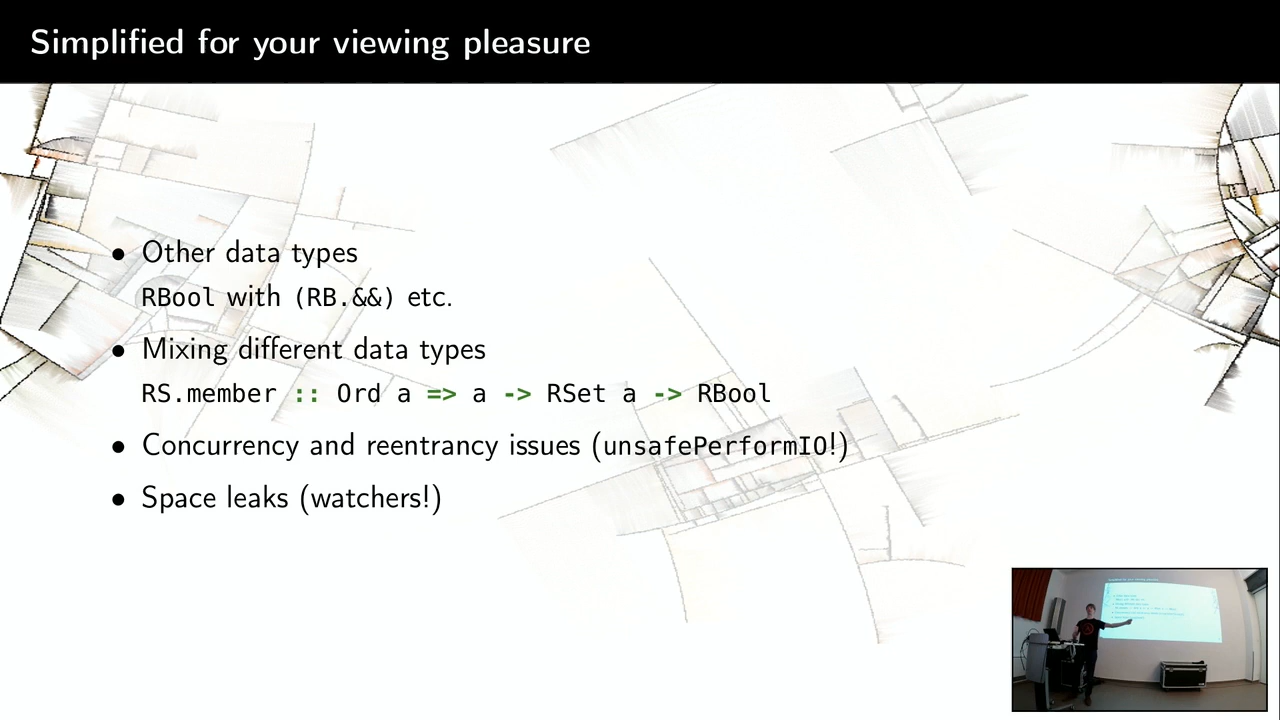 Simplified for your viewing pleasure
• Other data types
RBool with (RB.&&) etc.
• Mixing different data types
RS.member :: Ord a => a -> RSet a -> RBool
• Concurrency and reentrancy issues (unsafePerformIO!)
• Space leaks (watchers!)